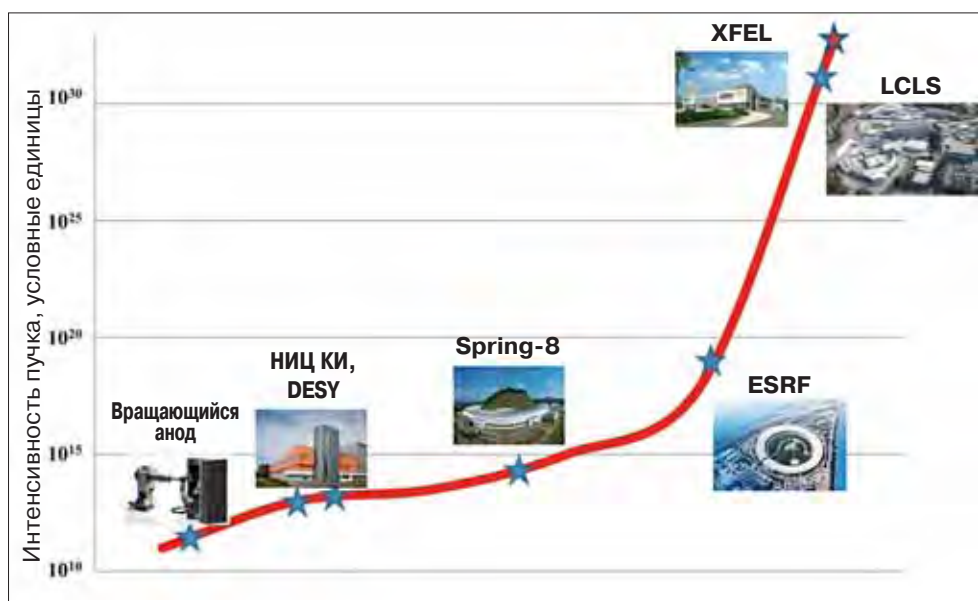 Интенсивность пучка, условные единицы
10³⁰
10²⁵
10²⁰
10¹⁵
10¹⁰
Вращающийся
анод
НИЦ КИ,
DESY
Spring-8
ESRF
XFEL
LCLS